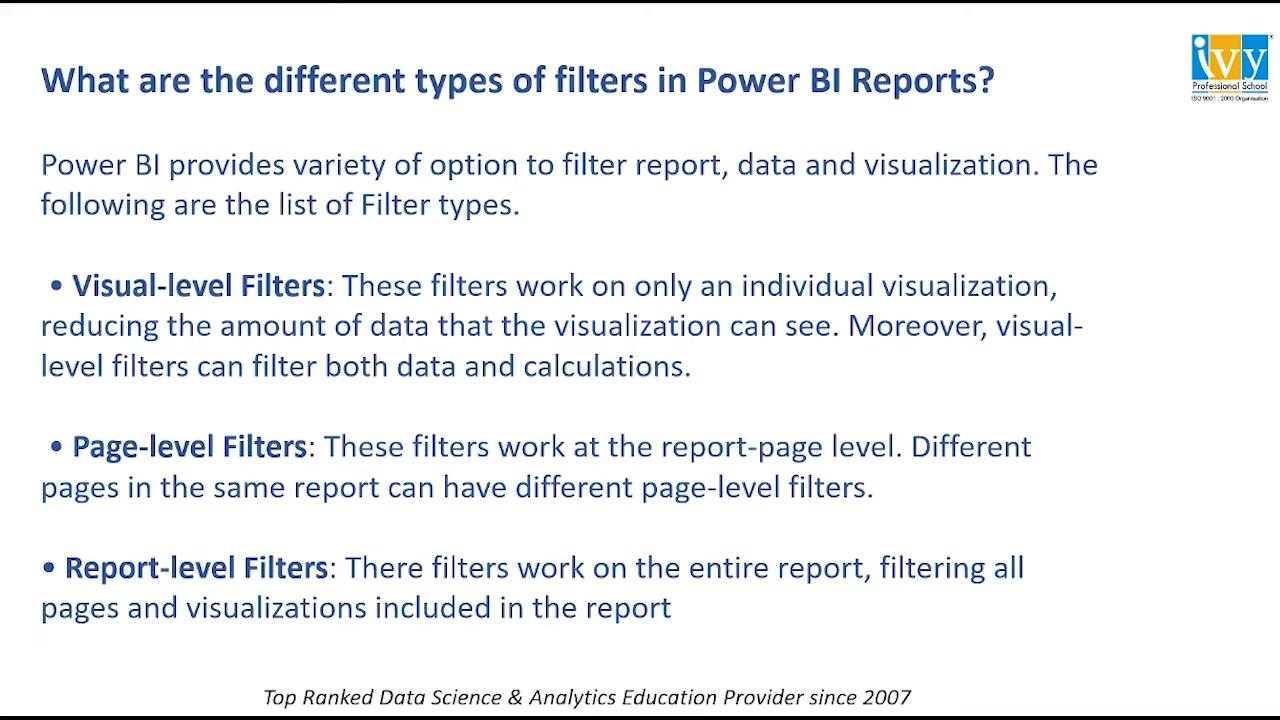 What are the different types of filters in Power BI Reports?
ivy
Professional School
ISO 9001 : 2000 Organisation
Power BI provides variety of option to filter report, data and visualization. The
following are the list of Filter types.
• Visual-level Filters: These filters work on only an individual visualization,
reducing the amount of data that the visualization can see. Moreover, visual-
level filters can filter both data and calculations.
• Page-level Filters: These filters work at the report-page level. Different
pages in the same report can have different page-level filters.
• Report-level Filters: There filters work on the entire report, filtering all
pages and visualizations included in the report
Top Ranked Data Science & Analytics Education Provider since 2007